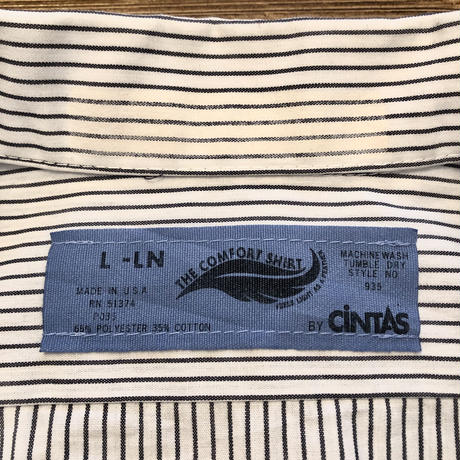 L - LN
MADE IN U.S.A
RN 51374
P035
65% POLYESTER 35% COTTON
THE COMFORT SHIRT
FEELS LIGHT AS A FEATHER
MACHINE WASH
TUMBLE DRY
STYLE NO
935
BY CINTAS